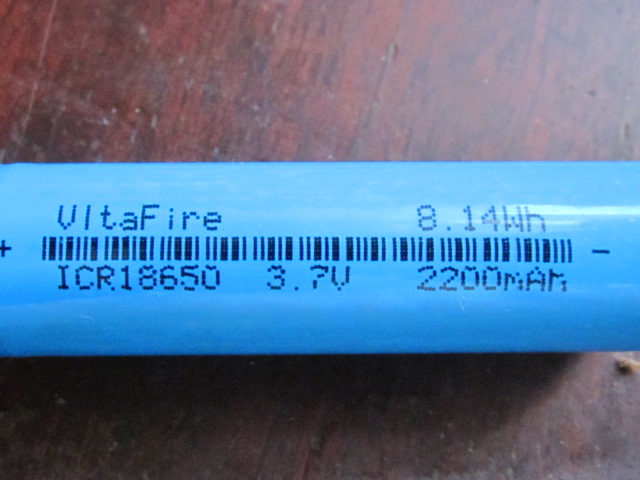 VltaFire 8.14Wh
+ -
ICR18650 3.7V 2200mAh